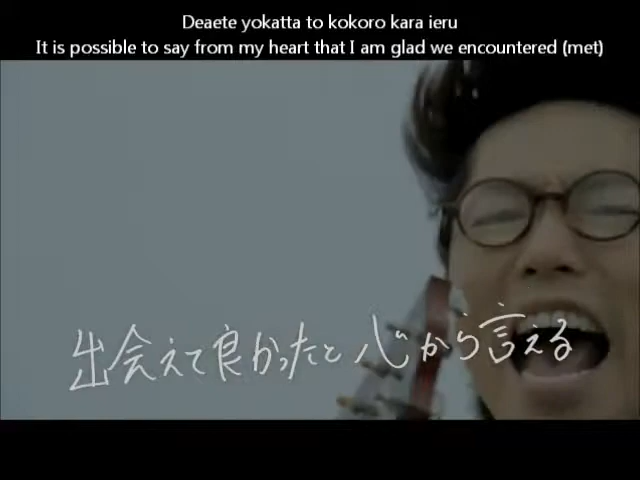 Deaete yokatta to kokoro kara ieru
It is possible to say from my heart that I am glad we encountered (met)
出会えて良かったと 心から言える